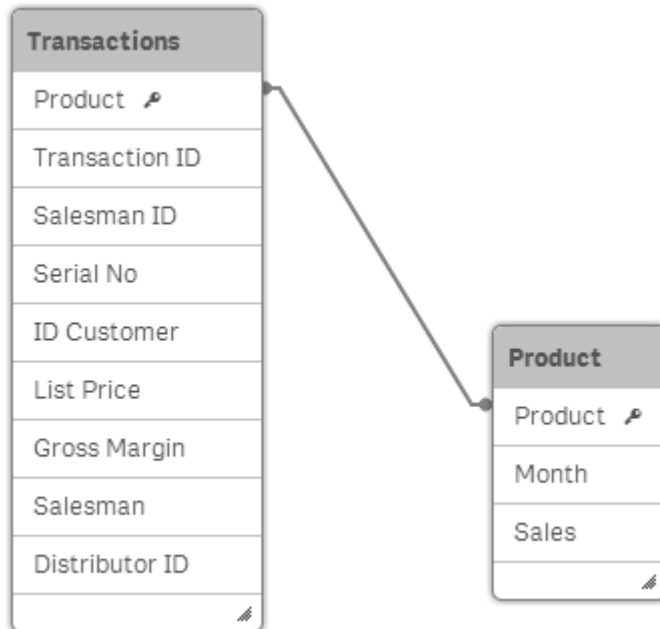 Transactions
Product
Transaction ID
Salesman ID
Serial No
ID Customer
List Price
Gross Margin
Salesman
Distributor ID
Product
Product
Month
Sales